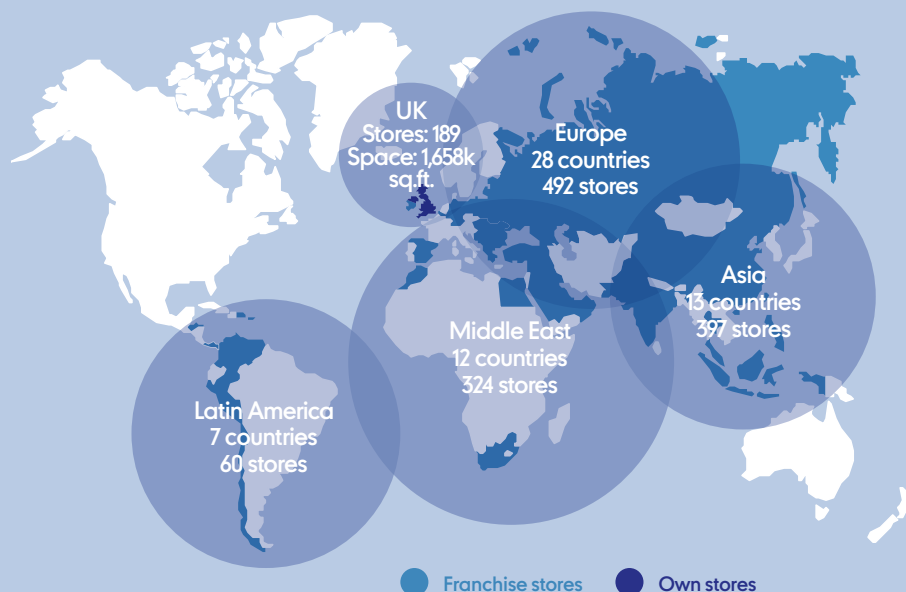 UK
Stores: 189
Space: 1,658k
sq.ft.
Europe
28 countries
492 stores
Asia
13 countries
397 stores
Middle East
12 countries
324 stores
Latin America
7 countries
60 stores
Franchise stores
Own stores